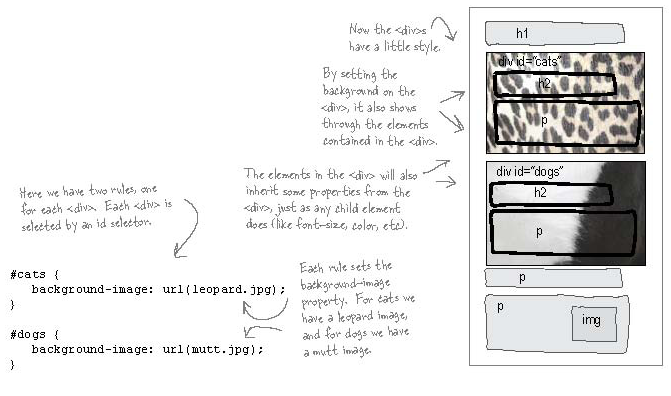 Now the <div>s
have a little style.
By setting the
background on the
<div>, it also shows
through the elements
contained in the <div>.
The elements in the <div> will also
inherit some properties from the
<div>, just as any child element
does (like font-size, color, etc).
Here we have two rules, one
for each <div>. Each <div> is
selected by an id selector.
#cats {
background-image: url(leopard.jpg);
}
#dogs {
background-image: url(mutt.jpg);
}
Each rule sets the
background-image
property. For cats we
have a leopard image,
and for dogs we have
a mutt image.
h1
div id="cats"
h2
p
div id="dogs"
h2
p
p
p
img